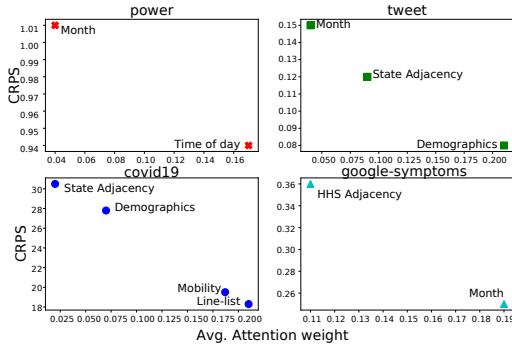 power
tweet
1.01
1.00
0.99
0.98
0.97
0.96
0.95
0.94
CRPS
Month
Time of day
0.04 0.06 0.08 0.10 0.12 0.14 0.16
0.15
0.14
0.13
0.12
0.11
0.10
0.09
0.08
Month
State Adjacency
Demographics
0.050 0.075 0.100 0.125 0.150 0.175 0.200
covid19
google-symptoms
30
28
26
24
22
20
18
CRPS
State Adjacency
Demographics
Mobility
Line-list
0.025 0.050 0.075 0.100 0.125 0.150 0.175 0.200
0.36
0.34
0.32
0.30
0.28
0.26
HHS Adjacency
Month
0.11 0.12 0.13 0.14 0.15 0.16 0.17 0.18 0.19
Avg. Attention weight